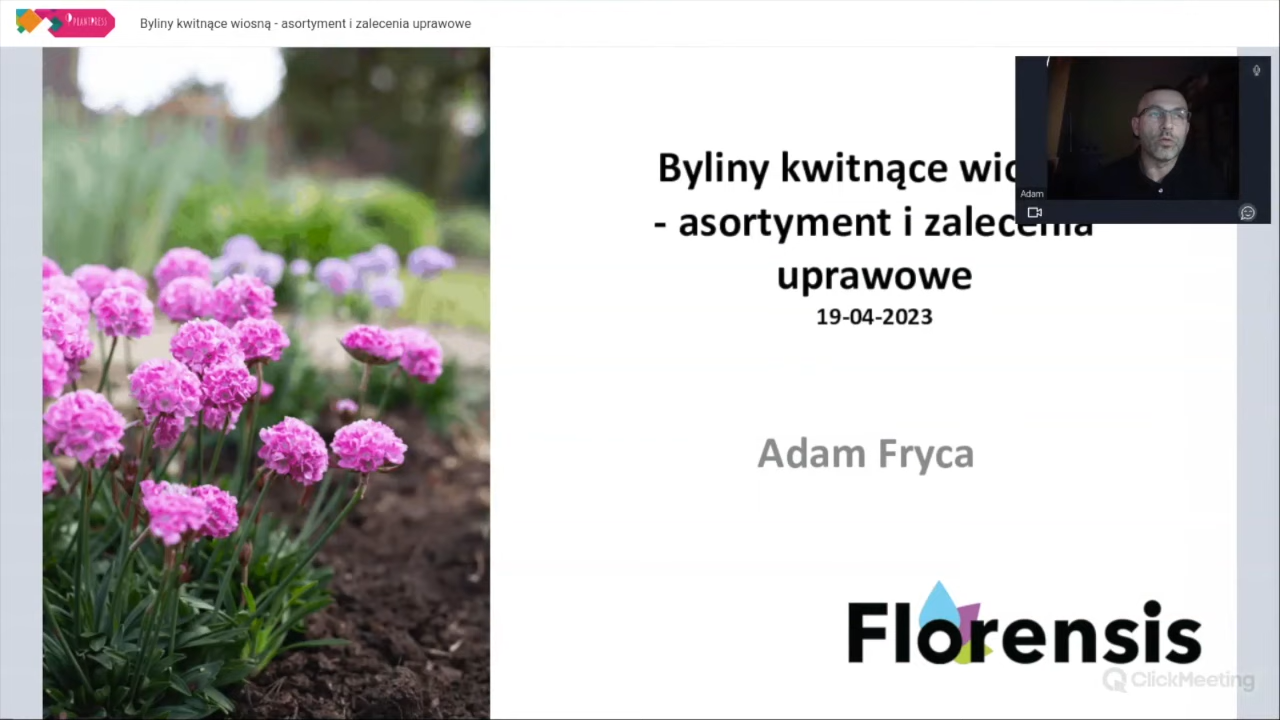 PLANTPRESS
Byliny kwitnące wiosną - asortyment i zalecenia uprawowe
Byliny kwitnące wio
- asortyment i zalecenia
uprawowe
19-04-2023
Adam
Adam Fryca
Florensis
ClickMeeting